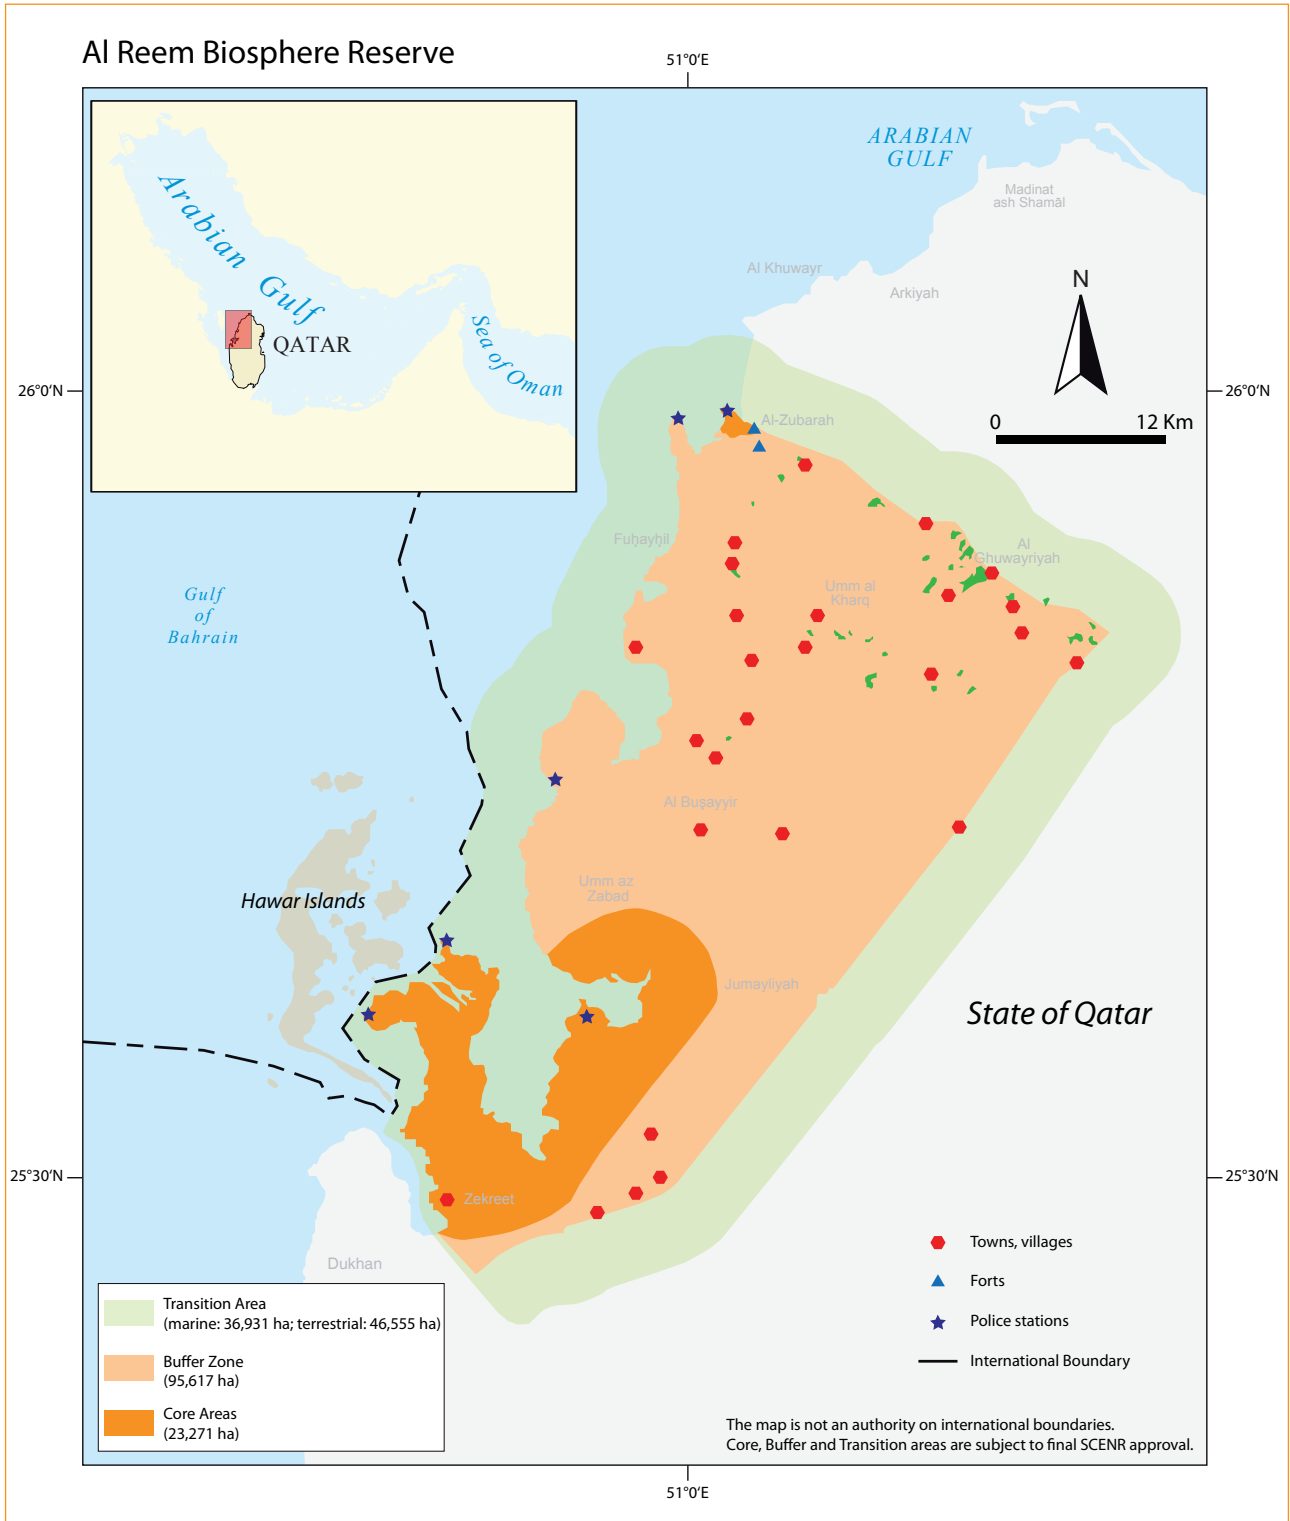 Al Reem Biosphere Reserve
51°0'E
ARABIAN
GULF
Madinat
ash Shamāl
Arabian Gulf
Al Khuwayr
Arkiyah
N
QATAR
Sea of Oman
26°0'N
26°0'N
0 12 Km
Al-Zubarah
Fuḩayḩil
Al
Ghuwayriyah
Umm al
Kharq
Gulf
of
Bahrain
Al Buşayyir
Umm az
Zabad
Hawar Islands
Jumayliyah
State of Qatar
25°30'N
25°30'N
Zekreet
Dukhan
Towns, villages
Forts
Police stations
International Boundary
Transition Area
(marine: 36,931 ha; terrestrial: 46,555 ha)
Buffer Zone
(95,617 ha)
Core Areas
(23,271 ha)
The map is not an authority on international boundaries.
Core, Buffer and Transition areas are subject to final SCENR approval.
51°0'E